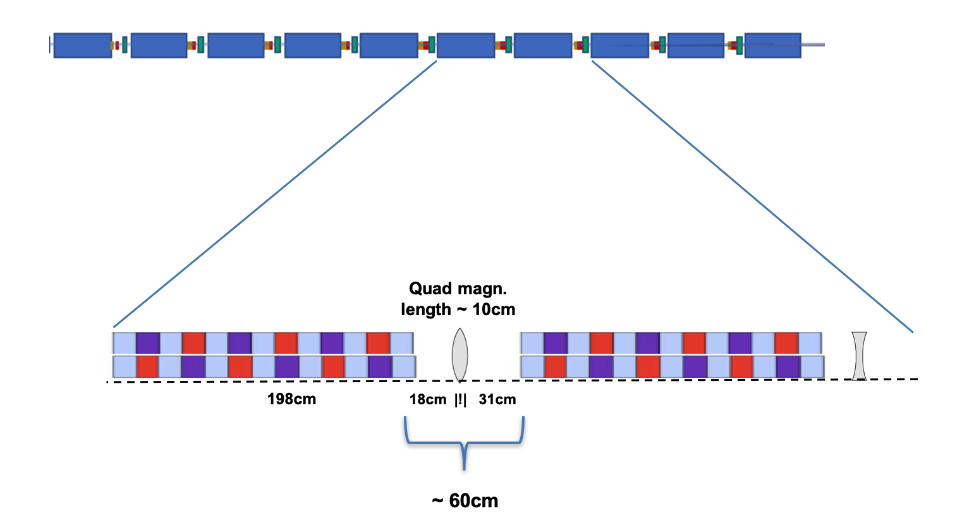 Quad magn.
length ~ 10cm
198cm
18cm |!| 31cm
~ 60cm